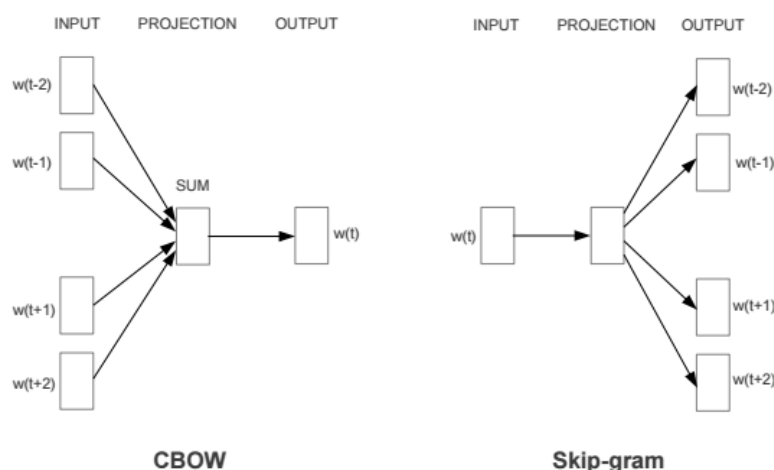 INPUT PROJECTION OUTPUT
w(t-2)
w(t-1)
SUM
w(t)
w(t+1)
w(t+2)
CBOW
INPUT PROJECTION OUTPUT
w(t-2)
w(t-1)
w(t)
w(t+1)
w(t+2)
Skip-gram